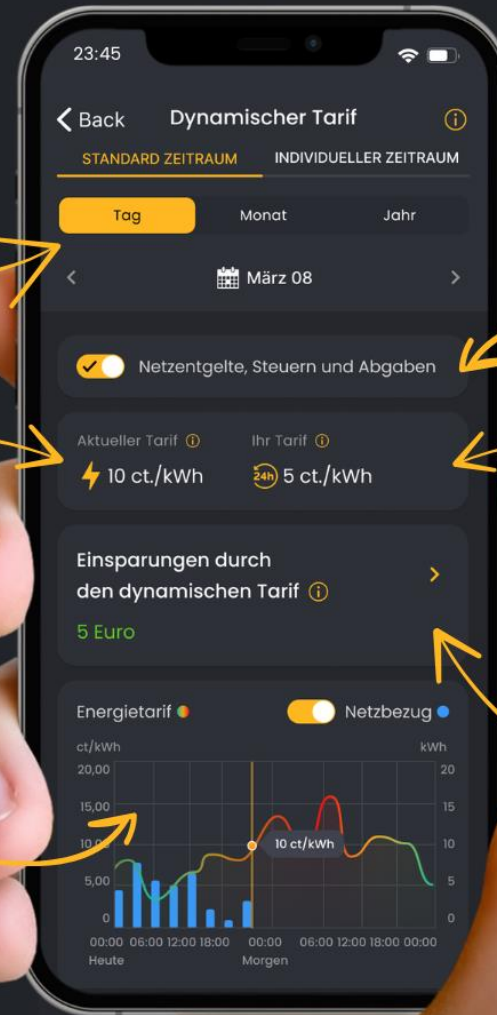 23:45
Back
Dynamischer Tarif
STANDARD ZEITRAUM
INDIVIDUELLER ZEITRAUM
Tag
Monat
Jahr
März 08
Netzentgelte, Steuern und Abgaben
Aktueller Tarif
Ihr Tarif
10 ct./kWh
24h
5 ct./kWh
Einsparungen durch
den dynamischen Tarif
5 Euro
Energietarif
Netzbezug
ct/kWh
kWh
20,00
20
15,00
15
10,00
10 ct/kWh
10
5,00
5
0
0
00:00 06:00 12:00 18:00 00:00 06:00 12:00 18:00 00:00
Heute
Morgen